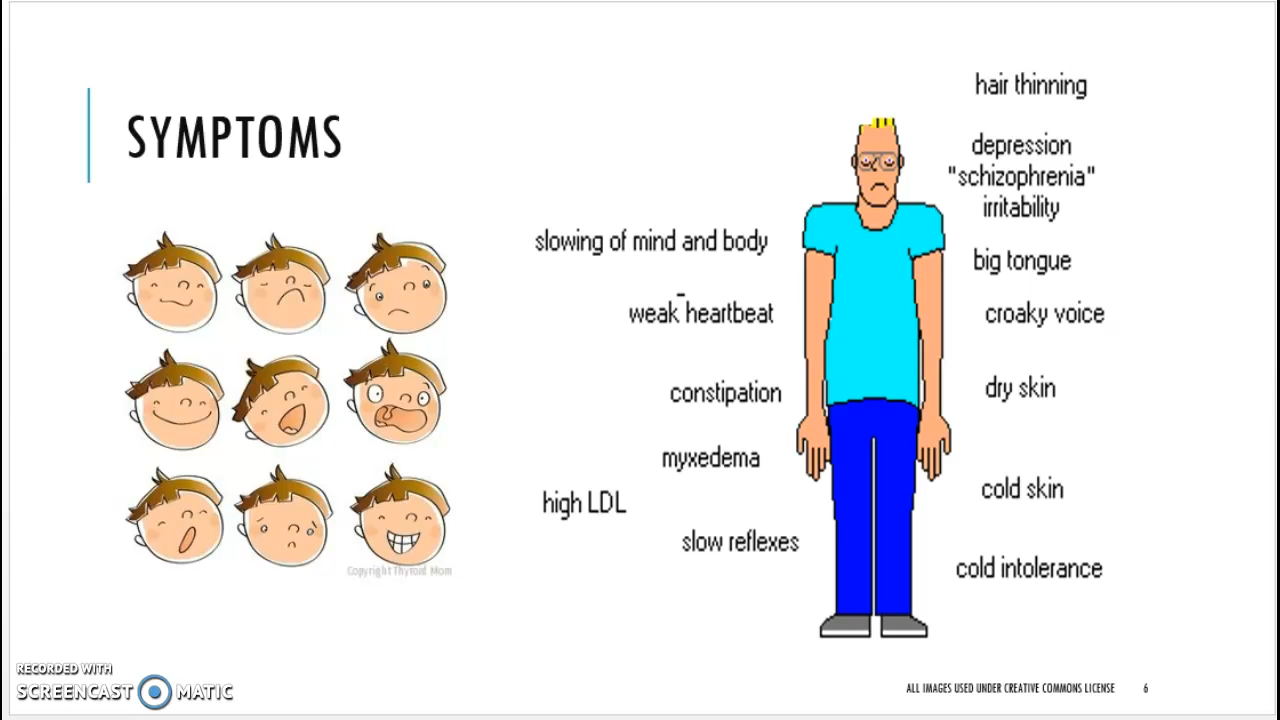 SYMPTOMS
hair thinning
depression
"schizophrenia"
irritability
slowing of mind and body
big tongue
weak heartbeat
croaky voice
constipation
dry skin
myxedema
high LDL
cold skin
slow reflexes
cold intolerance
Copyright Thyroid Mom
RECORDED WITH
SCREENCAST MATIC
ALL IMAGES USED UNDER CREATIVE COMMONS LICENSE 6